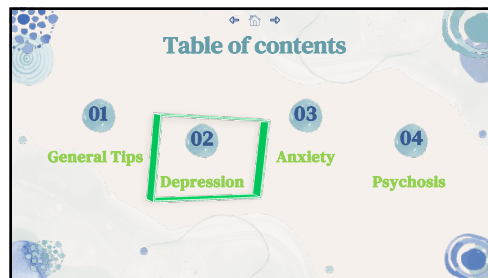 Table of contents
01
General Tips
02
Depression
03
Anxiety
04
Psychosis